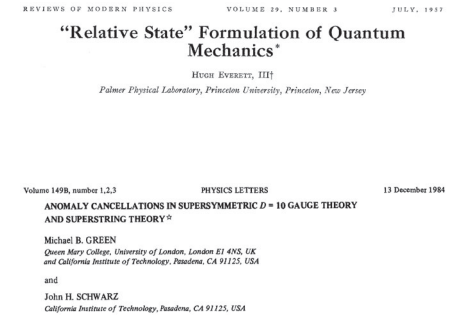 REVIEWS OF MODERN PHYSICS VOLUME 29, NUMBER 3 JULY, 1957
“Relative State” Formulation of Quantum
Mechanics*
HUGH EVERETT, III†
Palmer Physical Laboratory, Princeton University, Princeton, New Jersey
Volume 149B, number 1,2,3 PHYSICS LETTERS 13 December 1984
ANOMALY CANCELLATIONS IN SUPERSYMMETRIC D = 10 GAUGE THEORY
AND SUPERSTRING THEORY ☆
Michael B. GREEN
Queen Mary College, University of London, London E1 4NS, UK
and California Institute of Technology, Pasadena, CA 91125, USA
and
John H. SCHWARZ
California Institute of Technology, Pasadena, CA 91125, USA